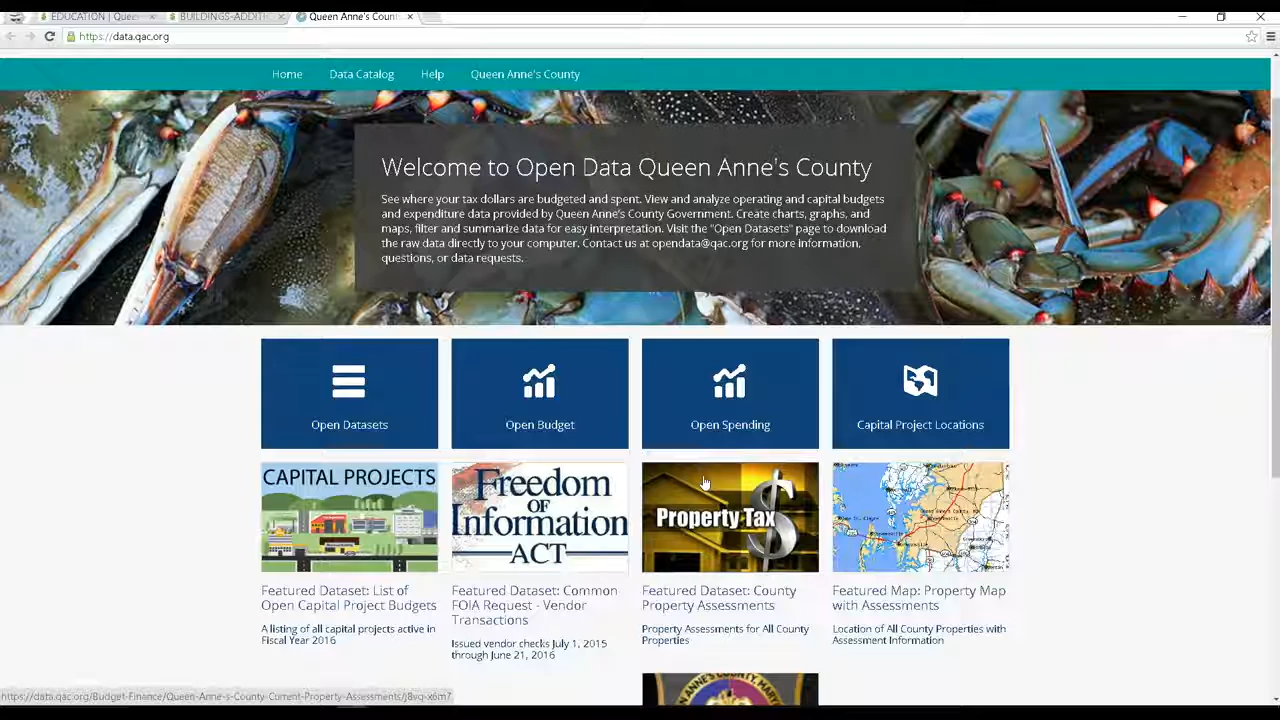 EDUCATION | Quee
BUILDINGS-ADDITIO
Queen Anne's Count
https://data.qac.org
Home
Data Catalog
Help
Queen Anne's County
Welcome to Open Data Queen Anne's County
See where your tax dollars are budgeted and spent. View and analyze operating and capital budgets
and expenditure data provided by Queen Anne's County Government. Create charts, graphs, and
maps, filter and summarize data for easy interpretation. Visit the "Open Datasets" page to download
the raw data directly to your computer. Contact us at opendata@qac.org for more information,
questions, or data requests.
Open Datasets
Open Budget
Open Spending
Capital Project Locations
CAPITAL PROJECTS
Freedom
OF
Information
ACT
Property Tax
Featured Dataset: List of
Open Capital Project Budgets
A listing of all capital projects active in
Fiscal Year 2016
Featured Dataset: Common
FOIA Request - Vendor
Transactions
Issued vendor checks July 1, 2015
through June 21, 2016
Featured Dataset: County
Property Assessments
Property Assessments for All County
Properties
Featured Map: Property Map
with Assessments
Location of All County Properties with
Assessment Information
ANNE'S COUNTY, MARY
https://data.qac.org/Budget-Finance/Queen-Anne-s-County-Current-Property-Assessments/j8vq-x6m7